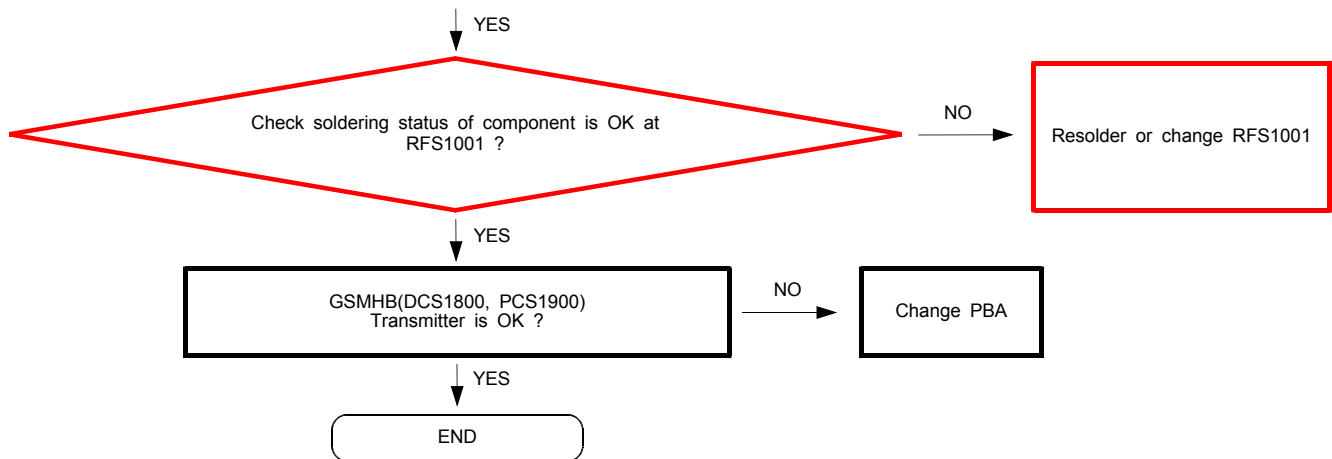 YES
Check soldering status of component is OK at
RFS1001 ?
NO
Resolder or change RFS1001
YES
GSMHB(DCS1800, PCS1900)
Transmitter is OK ?
NO
Change PBA
YES
END